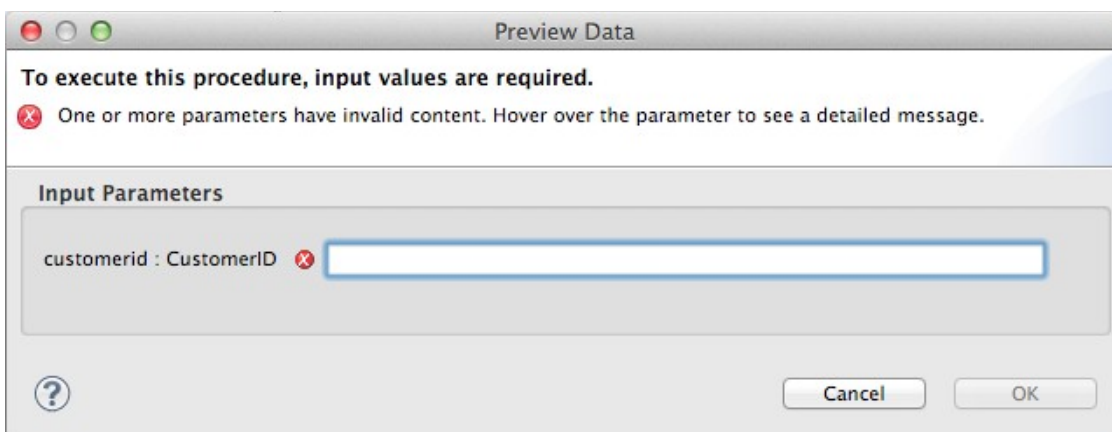 Preview Data
To execute this procedure, input values are required.
One or more parameters have invalid content. Hover over the parameter to see a detailed message.
Input Parameters
customerid : CustomerID
?
Cancel
OK